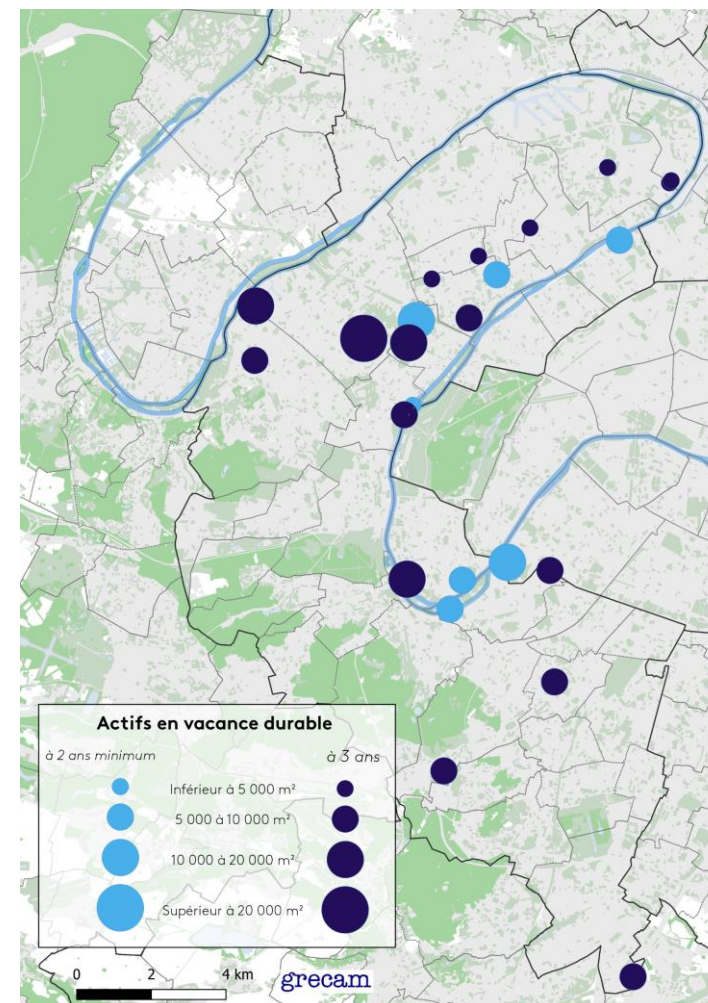 Actifs en vacance durable
à 2 ans minimum
à 3 ans
Inférieur à 5 000 m²
5 000 à 10 000 m²
10 000 à 20 000 m²
Supérieur à 20 000 m²
0 2 4 km
grecam